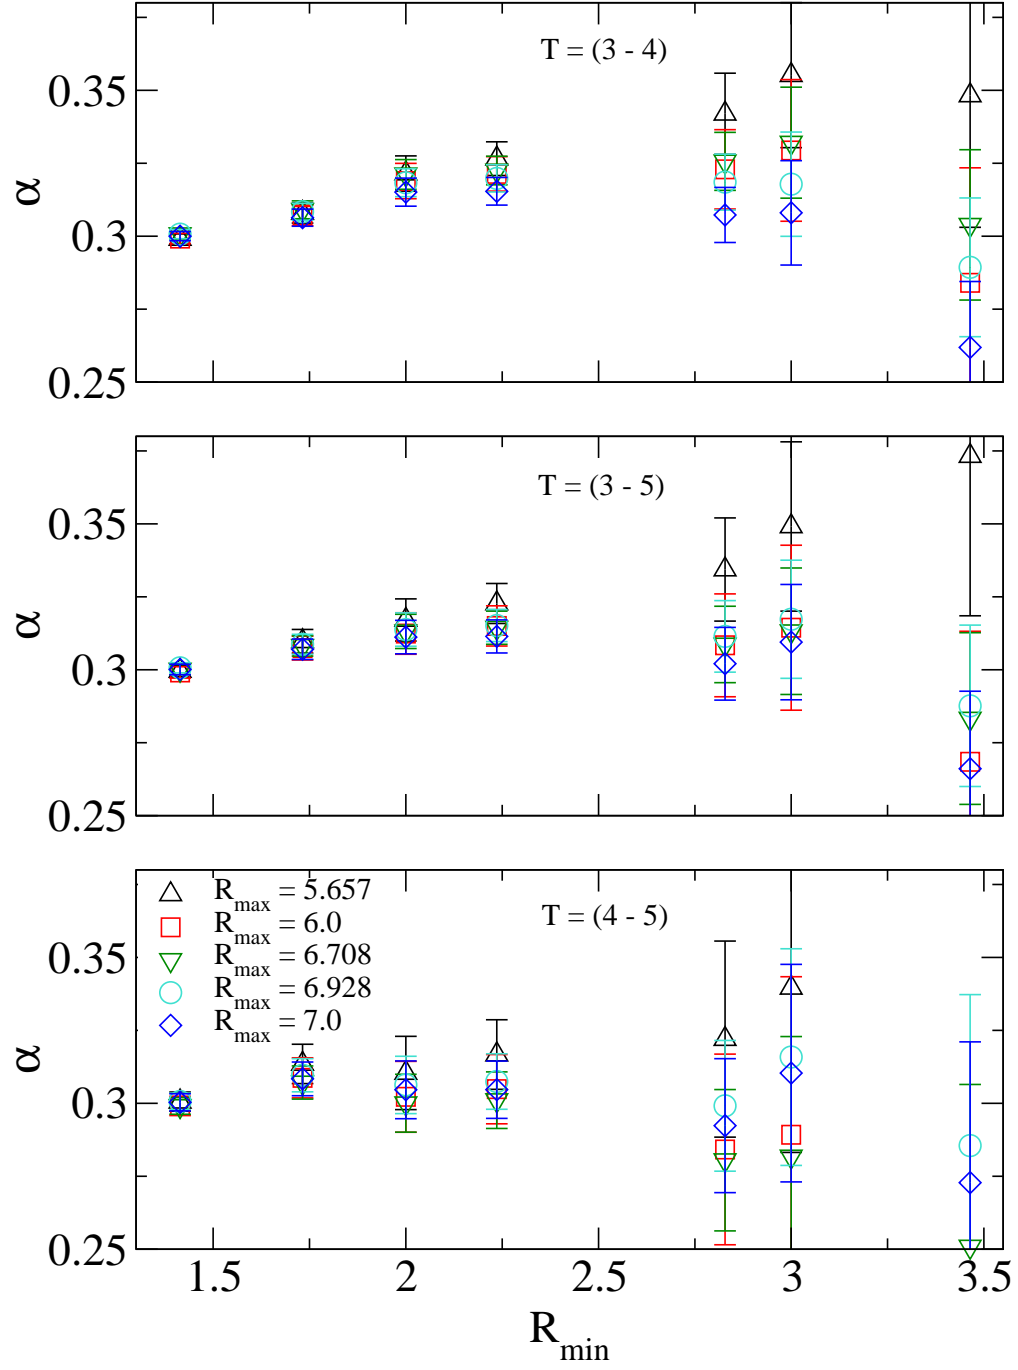 T = (3 - 4)
0.35
0.3
0.25
α
T = (3 - 5)
0.35
0.3
0.25
α
T = (4 - 5)
R_max = 5.657
R_max = 6.0
R_max = 6.708
R_max = 6.928
R_max = 7.0
0.35
0.3
0.25
α
1.5 2 2.5 3 3.5
R_min